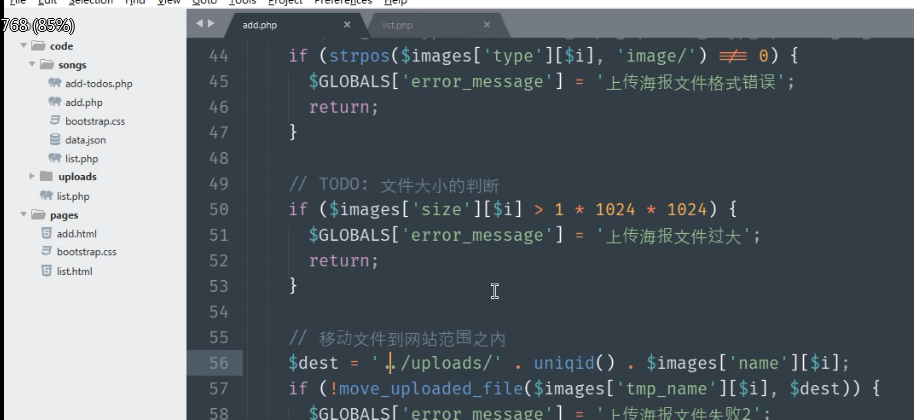 File Edit Selection Find View Goto Tools Project Preferences Help
768 (85%)
add.php × list.php ×
code
songs
add-todos.php
add.php
bootstrap.css
data.json
list.php
uploads
list.php
pages
add.html
bootstrap.css
list.html
44 if (strpos($images['type'][$i], 'image/') !== 0) {
45 $GLOBALS['error_message'] = '上传海报文件格式错误';
46 return;
47 }
48
49 // TODO: 文件大小的判断
50 if ($images['size'][$i] > 1 * 1024 * 1024) {
51 $GLOBALS['error_message'] = '上传海报文件过大';
52 return;
53 }
54
55 // 移动文件到网站范围之内
56 $dest = '../uploads/' . uniqid() . $images['name'][$i];
57 if (!move_uploaded_file($images['tmp_name'][$i], $dest)) {
58 $GLOBALS['error_message'] = '上传海报文件失败2';